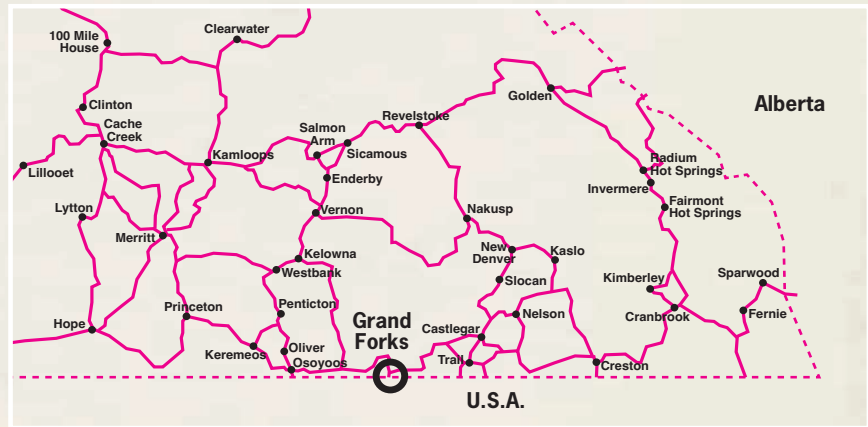 100 Mile
House
Clearwater
Clinton
Cache
Creek
Lillooet
Kamloops
Salmon
Arm
Sicamous
Revelstoke
Golden
Alberta
Enderby
Radium
Hot Springs
Invermere
Fairmont
Hot Springs
Lytton
Merritt
Vernon
Nakusp
New
Denver
Kaslo
Kelowna
Westbank
Slocan
Kimberley
Sparwood
Hope
Princeton
Penticton
Grand
Forks
Castlegar
Nelson
Cranbrook
Fernie
Keremeos
Oliver
Osoyoos
Trail
Creston
U.S.A.